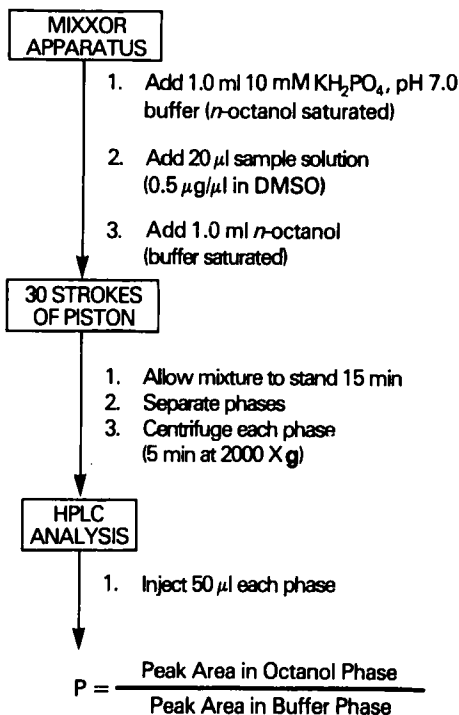 MIXXOR
APPARATUS
1. Add 1.0 ml 10 mM KH₂PO₄, pH 7.0
buffer (n-octanol saturated)
2. Add 20 μl sample solution
(0.5 μg/μl in DMSO)
3. Add 1.0 ml n-octanol
(buffer saturated)
30 STROKES
OF PISTON
1. Allow mixture to stand 15 min
2. Separate phases
3. Centrifuge each phase
(5 min at 2000 X g)
HPLC
ANALYSIS
1. Inject 50 μl each phase
P = Peak Area in Octanol Phase
Peak Area in Buffer Phase